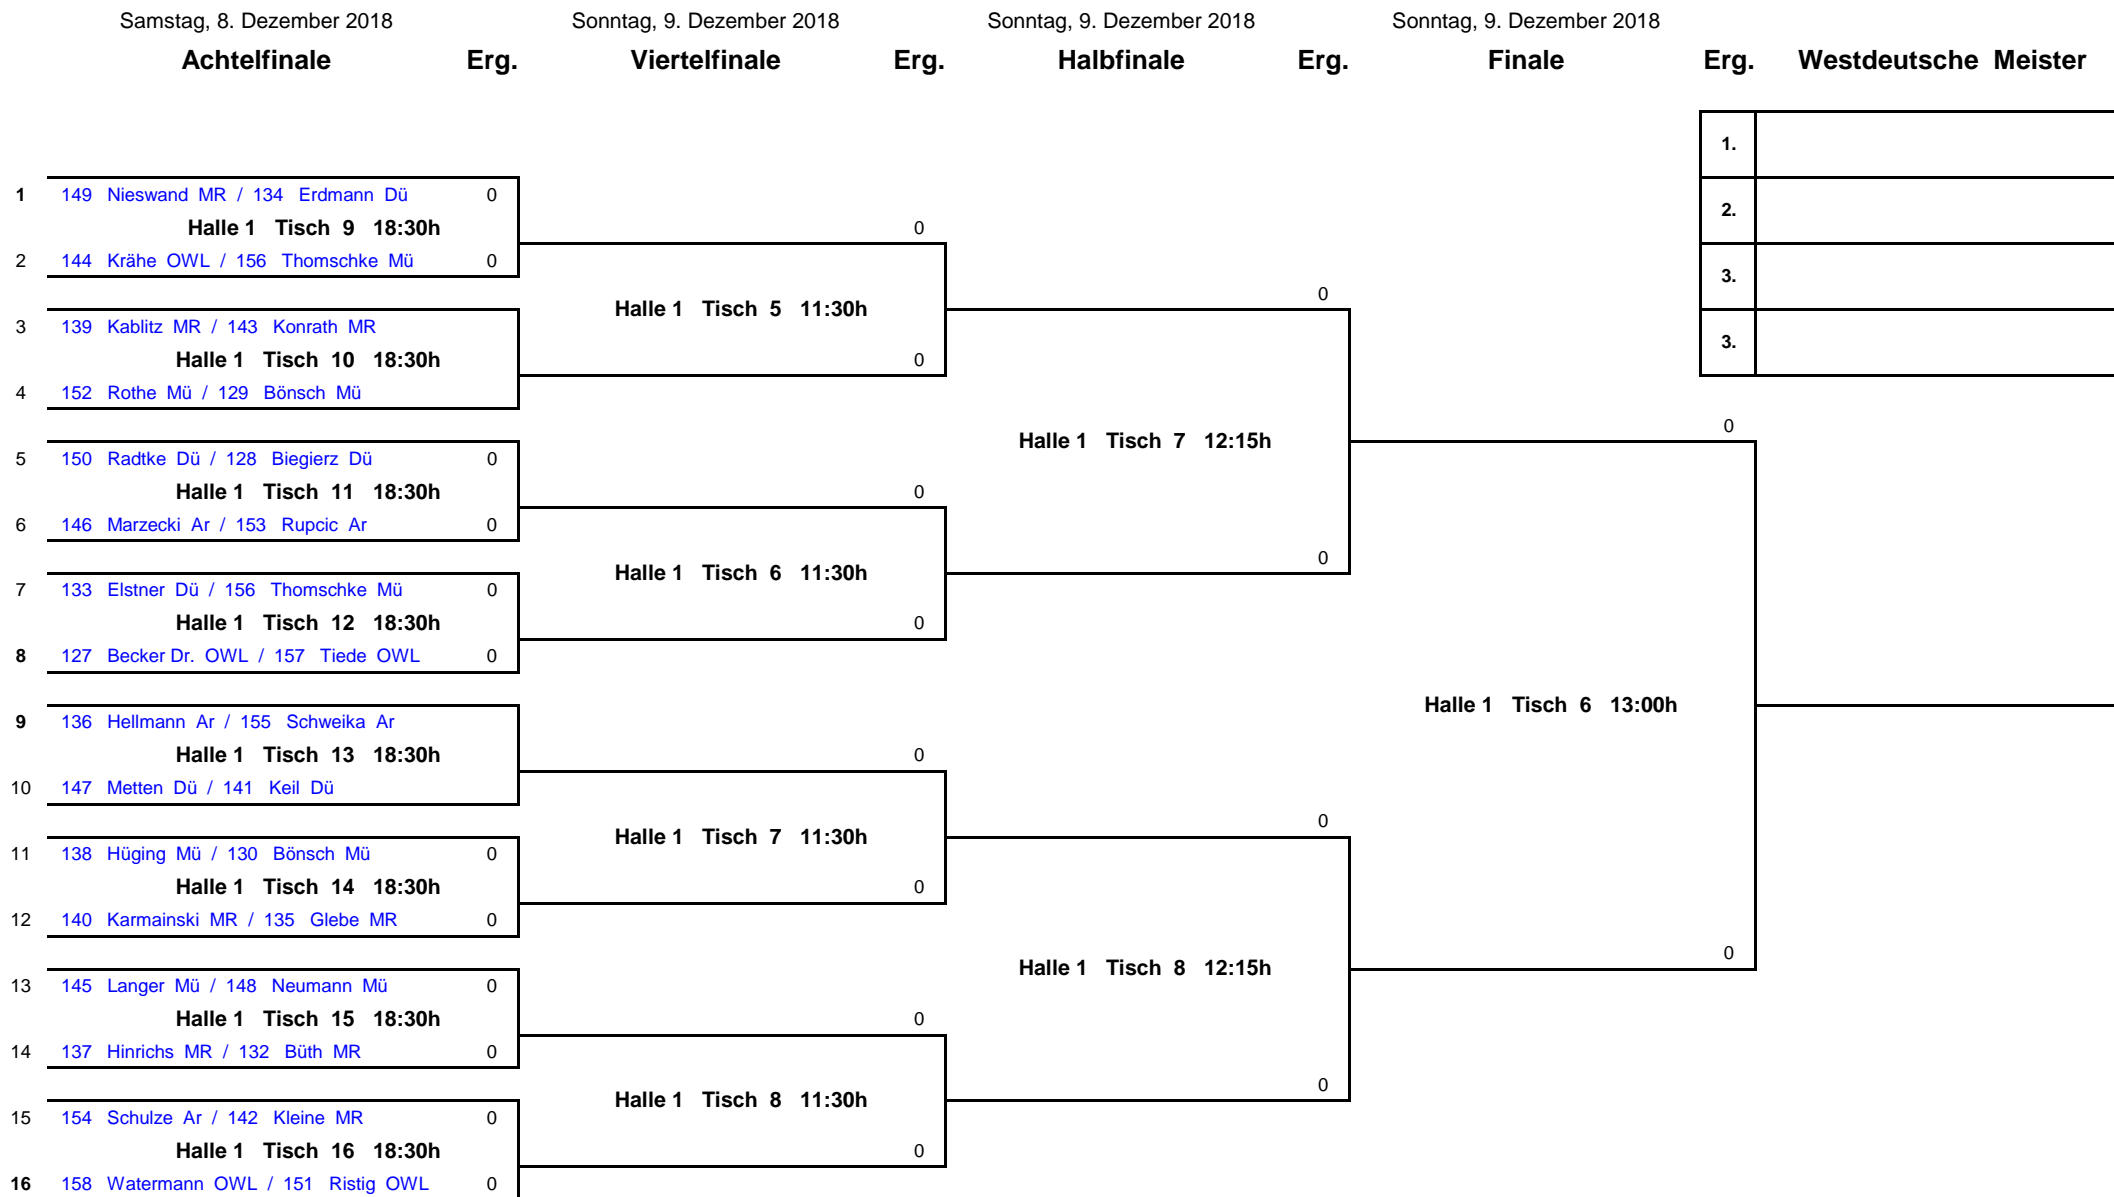 Samstag, 8. Dezember 2018 Sonntag, 9. Dezember 2018 Sonntag, 9. Dezember 2018 Sonntag, 9. Dezember 2018
Achtelfinale Erg. Viertelfinale Erg. Halbfinale Erg. Finale Erg. Westdeutsche Meister
1.
1 149 Nieswand MR / 134 Erdmann Dü 0
2.
Halle 1 Tisch 9 18:30h 0
2 144 Krähe OWL / 156 Thomschke Mü 0
3.
0
Halle 1 Tisch 5 11:30h
3 139 Kablitz MR / 143 Konrath MR
3.
Halle 1 Tisch 10 18:30h 0
4 152 Rothe Mü / 129 Bönsch Mü
0
Halle 1 Tisch 7 12:15h
5 150 Radtke Dü / 128 Biegierz Dü 0
Halle 1 Tisch 11 18:30h 0
6 146 Marzecki Ar / 153 Rupcic Ar 0
0
Halle 1 Tisch 6 11:30h
7 133 Elstner Dü / 156 Thomschke Mü 0
Halle 1 Tisch 12 18:30h 0
8 127 Becker Dr. OWL / 157 Tiede OWL 0
Halle 1 Tisch 6 13:00h
9 136 Hellmann Ar / 155 Schweika Ar
Halle 1 Tisch 13 18:30h 0
10 147 Metten Dü / 141 Keil Dü
0
Halle 1 Tisch 7 11:30h
11 138 Hüging Mü / 130 Bönsch Mü 0
Halle 1 Tisch 14 18:30h 0
12 140 Karmainski MR / 135 Glebe MR 0
0
Halle 1 Tisch 8 12:15h
13 145 Langer Mü / 148 Neumann Mü 0
Halle 1 Tisch 15 18:30h 0
14 137 Hinrichs MR / 132 Büth MR 0
0
Halle 1 Tisch 8 11:30h
15 154 Schulze Ar / 142 Kleine MR 0
Halle 1 Tisch 16 18:30h 0
16 158 Watermann OWL / 151 Ristig OWL 0